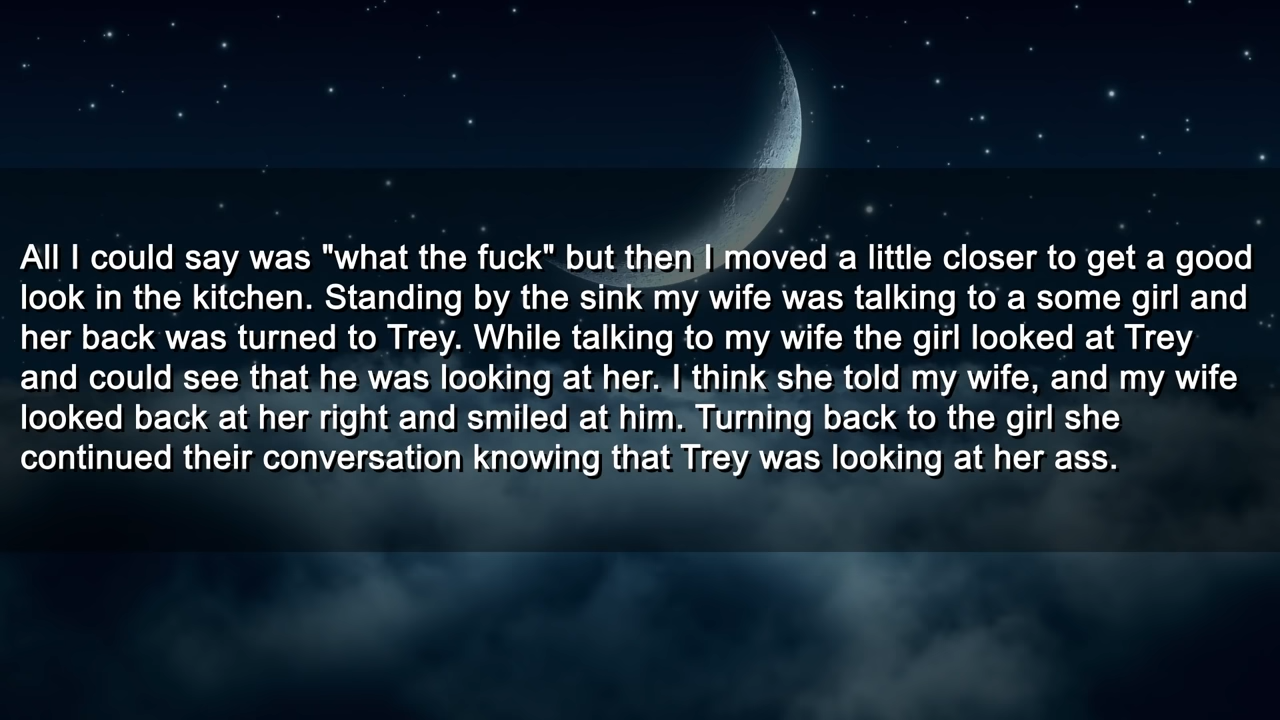 All I could say was "what the fuck" but then I moved a little closer to get a good
look in the kitchen. Standing by the sink my wife was talking to a some girl and
her back was turned to Trey. While talking to my wife the girl looked at Trey
and could see that he was looking at her. I think she told my wife, and my wife
looked back at her right and smiled at him. Turning back to the girl she
continued their conversation knowing that Trey was looking at her ass.